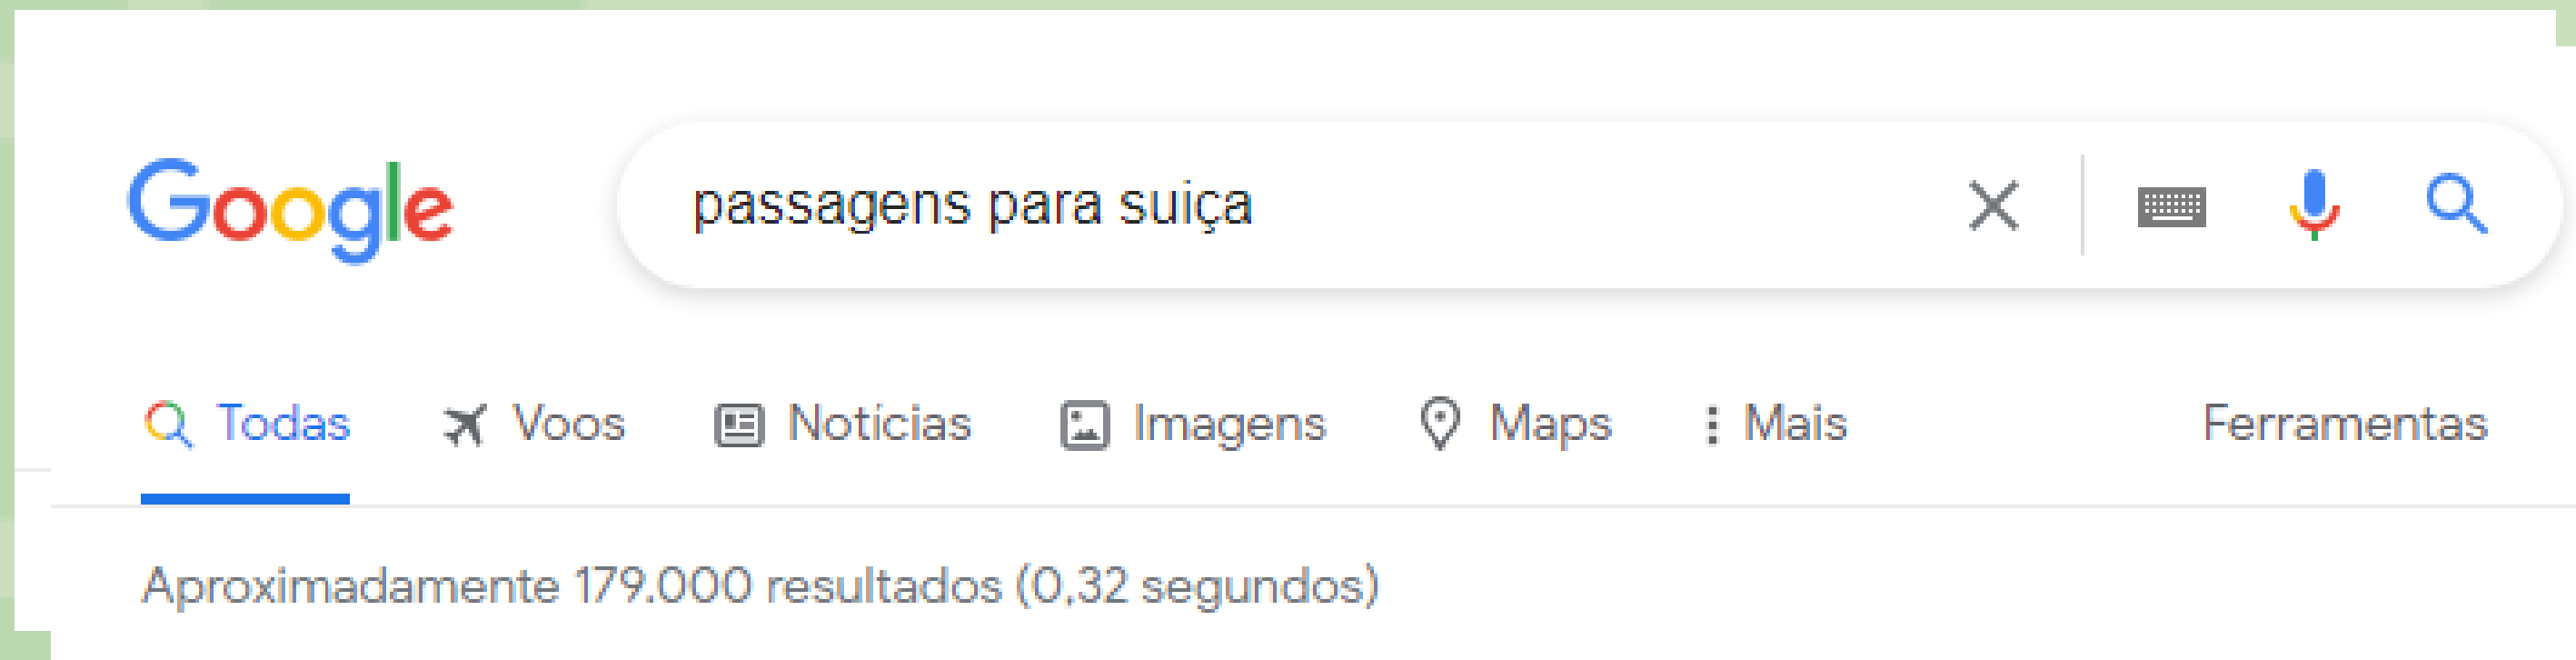 Google passagens para suiça
Todas Voos Notícias Imagens Maps Mais Ferramentas
Aproximadamente 179.000 resultados (0,32 segundos)